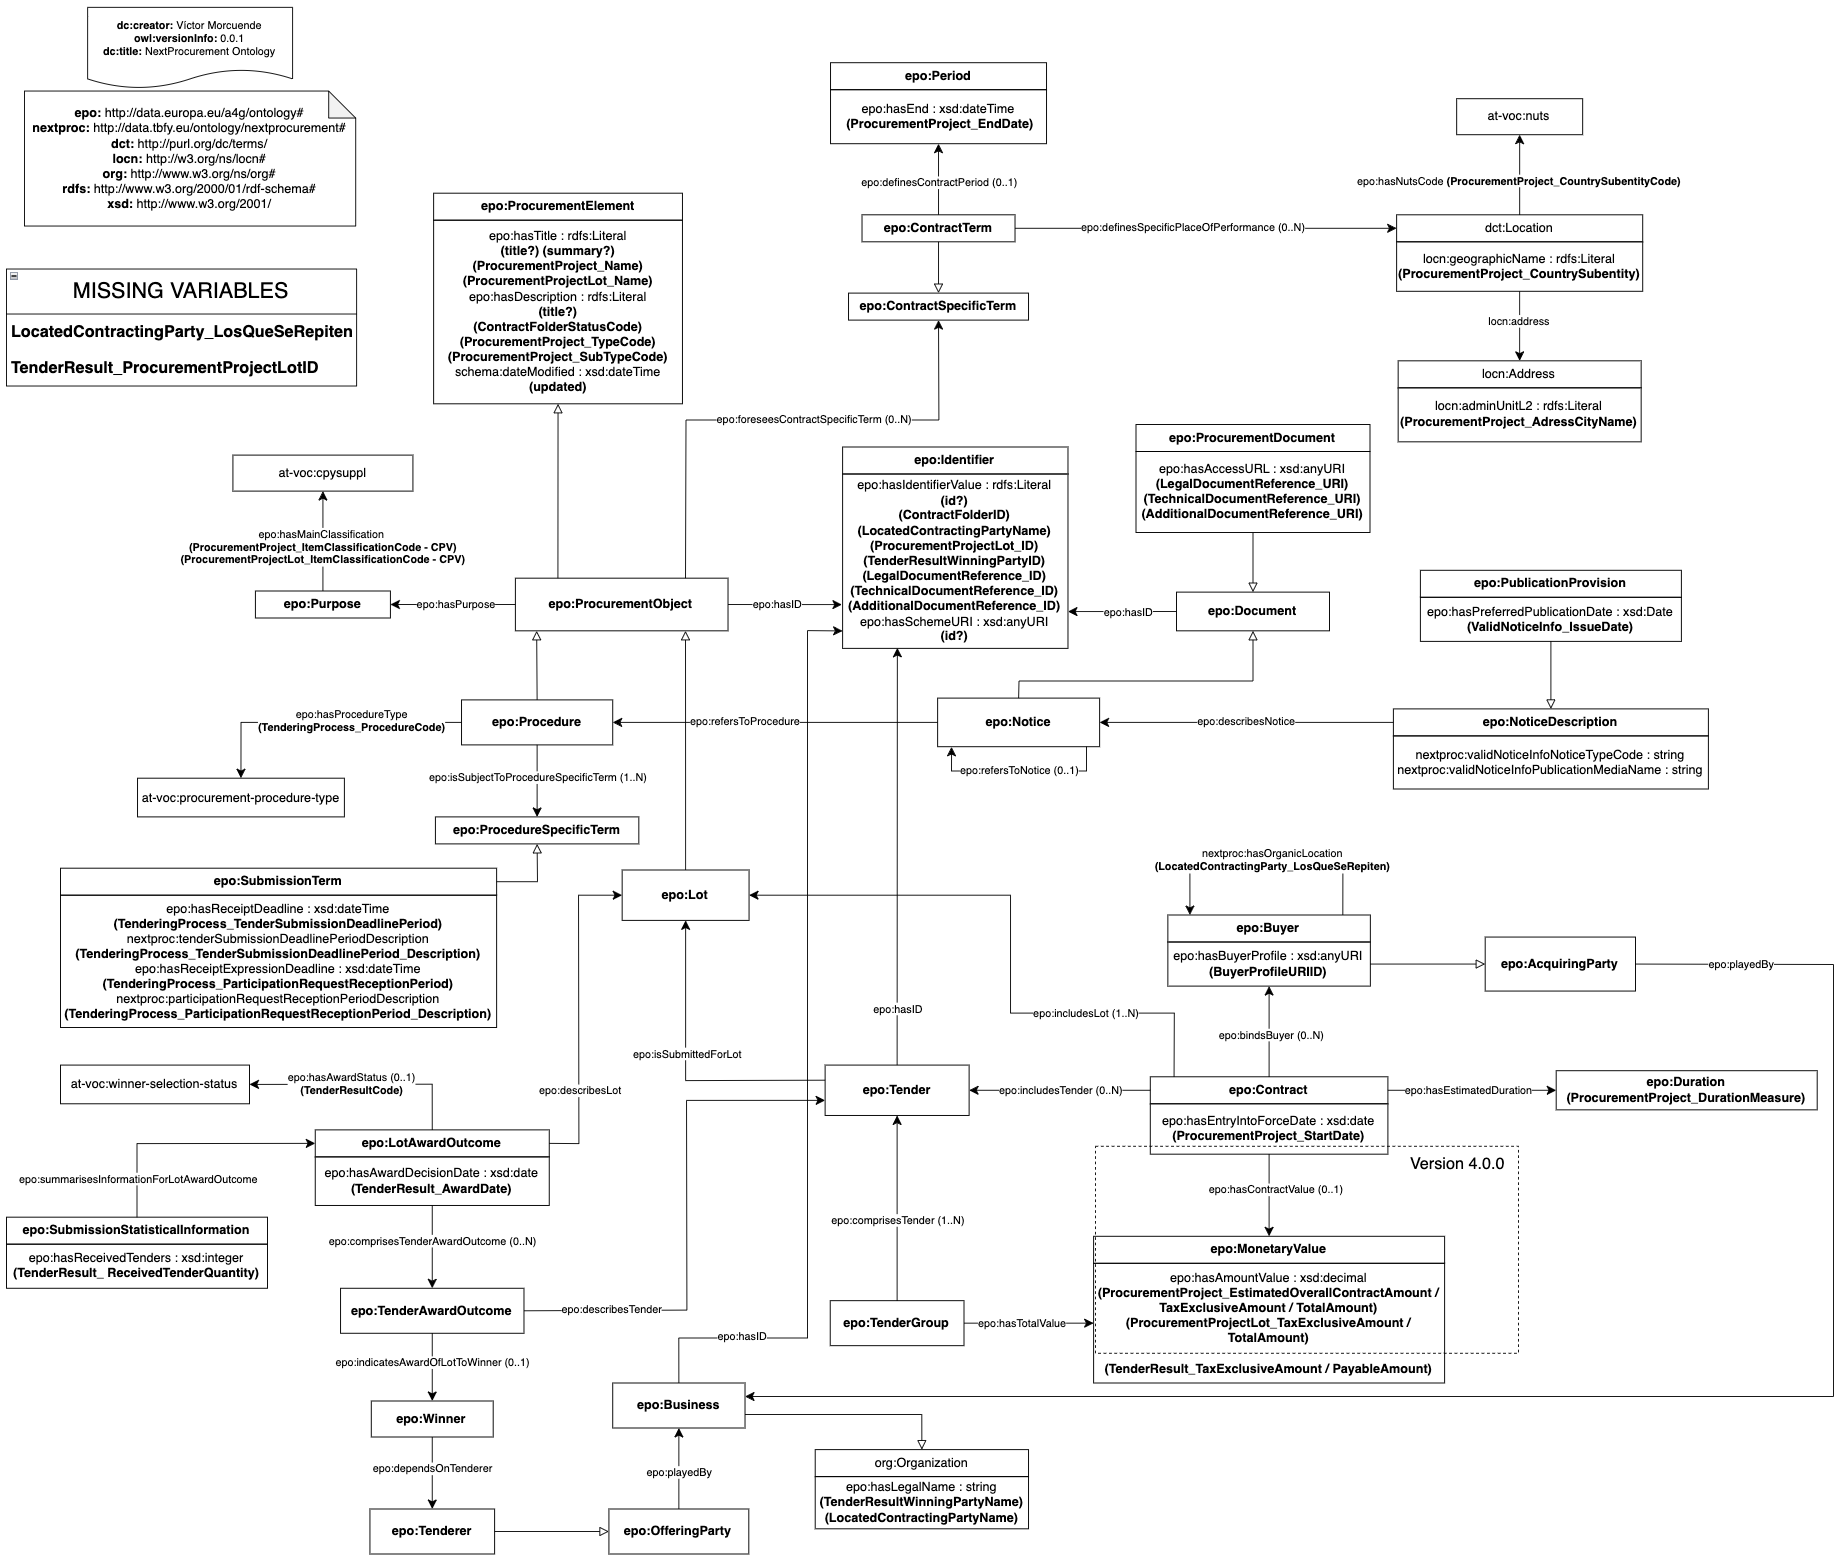 dc:creator: Víctor Morcuende
owl:versionInfo: 0.0.1
dc:title: NextProcurement Ontology
epo: http://data.europa.eu/a4g/ontology#
nextproc: http://data.tbfy.eu/ontology/nextprocurement#
dct: http://purl.org/dc/terms/
locn: http://w3.org/ns/locn#
org: http://www.w3.org/ns/org#
rdfs: http://www.w3.org/2000/01/rdf-schema#
xsd: http://www.w3.org/2001/
MISSING VARIABLES
LocatedContractingParty_LosQueSeRepiten
TenderResult_ProcurementProjectLotID
epo:ProcurementElement
epo:hasTitle : rdfs:Literal
(title?) (summary?)
(ProcurementProject_Name)
(ProcurementProjectLot_Name)
epo:hasDescription : rdfs:Literal
(title?)
(ContractFolderStatusCode)
(ProcurementProject_TypeCode)
(ProcurementProject_SubTypeCode)
schema:dateModified : xsd:dateTime
(updated)
epo:Period
epo:hasEnd : xsd:dateTime
(ProcurementProject_EndDate)
epo:definesContractPeriod (0..1)
epo:ContractTerm
epo:definesSpecificPlaceOfPerformance (0..N)
epo:ContractSpecificTerm
epo:foreseesContractSpecificTerm (0..N)
at-voc:nuts
epo:hasNutsCode (ProcurementProject_CountrySubentityCode)
dct:Location
locn:geographicName : rdfs:Literal
(ProcurementProject_CountrySubentity)
locn:address
locn:Address
locn:adminUnitL2 : rdfs:Literal
(ProcurementProject_AdressCityName)
at-voc:cpysuppl
epo:hasMainClassification
(ProcurementProject_ItemClassificationCode - CPV)
(ProcurementProjectLot_ItemClassificationCode - CPV)
epo:Purpose
epo:hasPurpose
epo:ProcurementObject
epo:hasID
epo:Identifier
epo:hasIdentifierValue : rdfs:Literal
(id?)
(ContractFolderID)
(LocatedContractingPartyName)
(ProcurementProjectLot_ID)
(TenderResultWinningPartyID)
(LegalDocumentReference_ID)
(TechnicalDocumentReference_ID)
(AdditionalDocumentReference_ID)
epo:hasSchemeURI : xsd:anyURI
(id?)
epo:ProcurementDocument
epo:hasAccessURL : xsd:anyURI
(LegalDocumentReference_URI)
(TechnicalDocumentReference_URI)
(AdditionalDocumentReference_URI)
epo:hasID
epo:Document
epo:PublicationProvision
epo:hasPreferredPublicationDate : xsd:Date
(ValidNoticeInfo_IssueDate)
epo:hasProcedureType
(TenderingProcess_ProcedureCode)
at-voc:procurement-procedure-type
epo:Procedure
epo:refersToProcedure
epo:Notice
epo:refersToNotice (0..1)
epo:describesNotice
epo:NoticeDescription
nextproc:validNoticeInfoNoticeTypeCode : string
nextproc:validNoticeInfoPublicationMediaName : string
epo:isSubjectToProcedureSpecificTerm (1..N)
epo:ProcedureSpecificTerm
epo:SubmissionTerm
epo:hasReceiptDeadline : xsd:dateTime
(TenderingProcess_TenderSubmissionDeadlinePeriod)
nextproc:tenderSubmissionDeadlinePeriodDescription
(TenderingProcess_TenderSubmissionDeadlinePeriod_Description)
epo:hasReceiptExpressionDeadline : xsd:dateTime
(TenderingProcess_ParticipationRequestReceptionPeriod)
nextproc:participationRequestReceptionPeriodDescription
(TenderingProcess_ParticipationRequestReceptionPeriod_Description)
epo:Lot
nextproc:hasOrganicLocation
(LocatedContractingParty_LosQueSeRepiten)
epo:Buyer
epo:hasBuyerProfile : xsd:anyURI
(BuyerProfileURIID)
epo:AcquiringParty
epo:playedBy
epo:hasID
epo:includesLot (1..N)
epo:bindsBuyer (0..N)
epo:isSubmittedForLot
at-voc:winner-selection-status
epo:hasAwardStatus (0..1)
(TenderResultCode)
epo:describesLot
epo:Tender
epo:includesTender (0..N)
epo:Contract
epo:hasEntryIntoForceDate : xsd:date
(ProcurementProject_StartDate)
epo:hasEstimatedDuration
epo:Duration
(ProcurementProject_DurationMeasure)
epo:LotAwardOutcome
epo:hasAwardDecisionDate : xsd:date
(TenderResult_AwardDate)
epo:summarisesInformationForLotAwardOutcome
epo:SubmissionStatisticalInformation
epo:hasReceivedTenders : xsd:integer
(TenderResult_ ReceivedTenderQuantity)
Version 4.0.0
epo:hasContractValue (0..1)
epo:comprisesTender (1..N)
epo:comprisesTenderAwardOutcome (0..N)
epo:MonetaryValue
epo:hasAmountValue : xsd:decimal
(ProcurementProject_EstimatedOverallContractAmount /
TaxExclusiveAmount / TotalAmount)
(ProcurementProjectLot_TaxExclusiveAmount /
TotalAmount)
(TenderResult_TaxExclusiveAmount / PayableAmount)
epo:TenderAwardOutcome
epo:describesTender
epo:TenderGroup
epo:hasTotalValue
epo:hasID
epo:indicatesAwardOfLotToWinner (0..1)
epo:Winner
epo:Business
epo:dependsOnTenderer
epo:playedBy
org:Organization
epo:hasLegalName : string
(TenderResultWinningPartyName)
(LocatedContractingPartyName)
epo:Tenderer
epo:OfferingParty